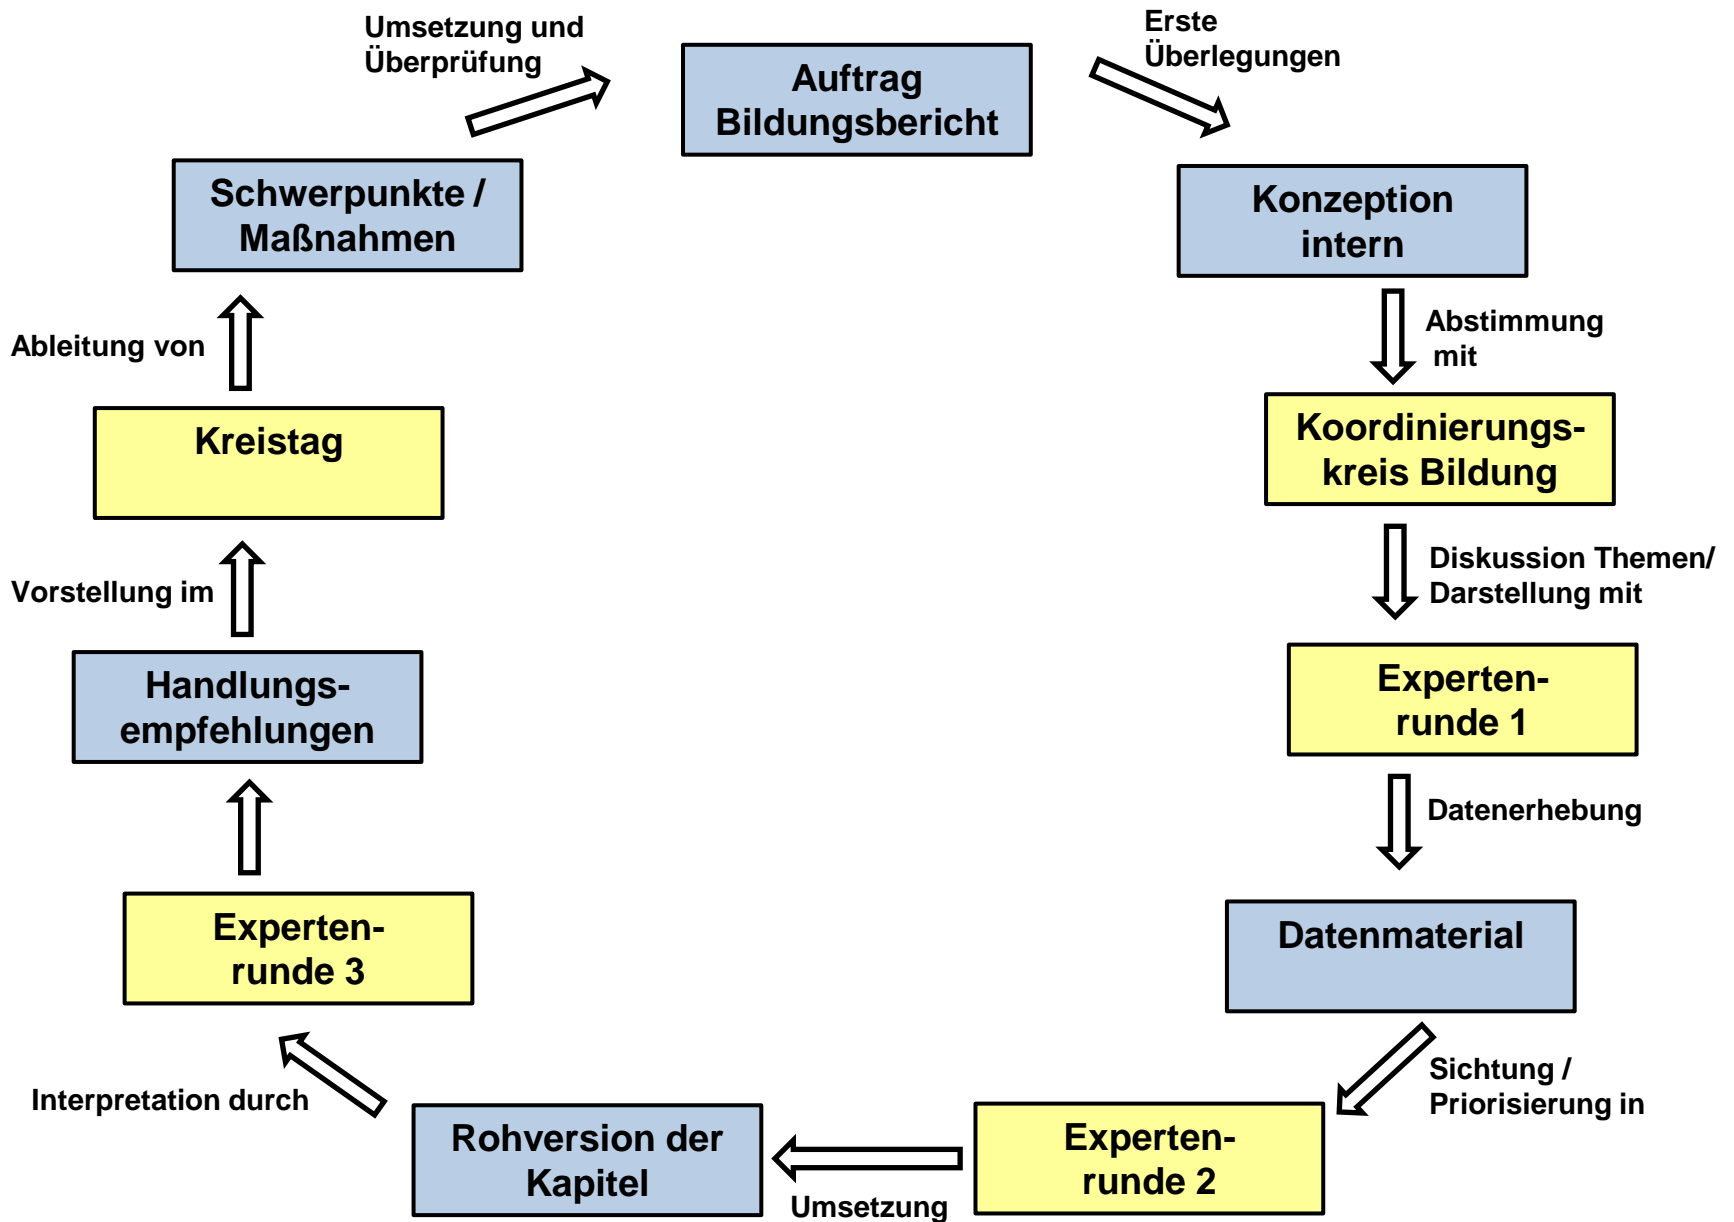 Umsetzung und
Überprüfung
Auftrag
Bildungsbericht
Erste
Überlegungen
Konzeption
intern
Abstimmung
mit
Koordinierungs-
kreis Bildung
Diskussion Themen/
Darstellung mit
Experten-
runde 1
Datenerhebung
Datenmaterial
Sichtung /
Priorisierung in
Experten-
runde 2
Umsetzung
Rohversion der
Kapitel
Interpretation durch
Experten-
runde 3
Handlungs-
empfehlungen
Vorstellung im
Kreistag
Ableitung von
Schwerpunkte /
Maßnahmen